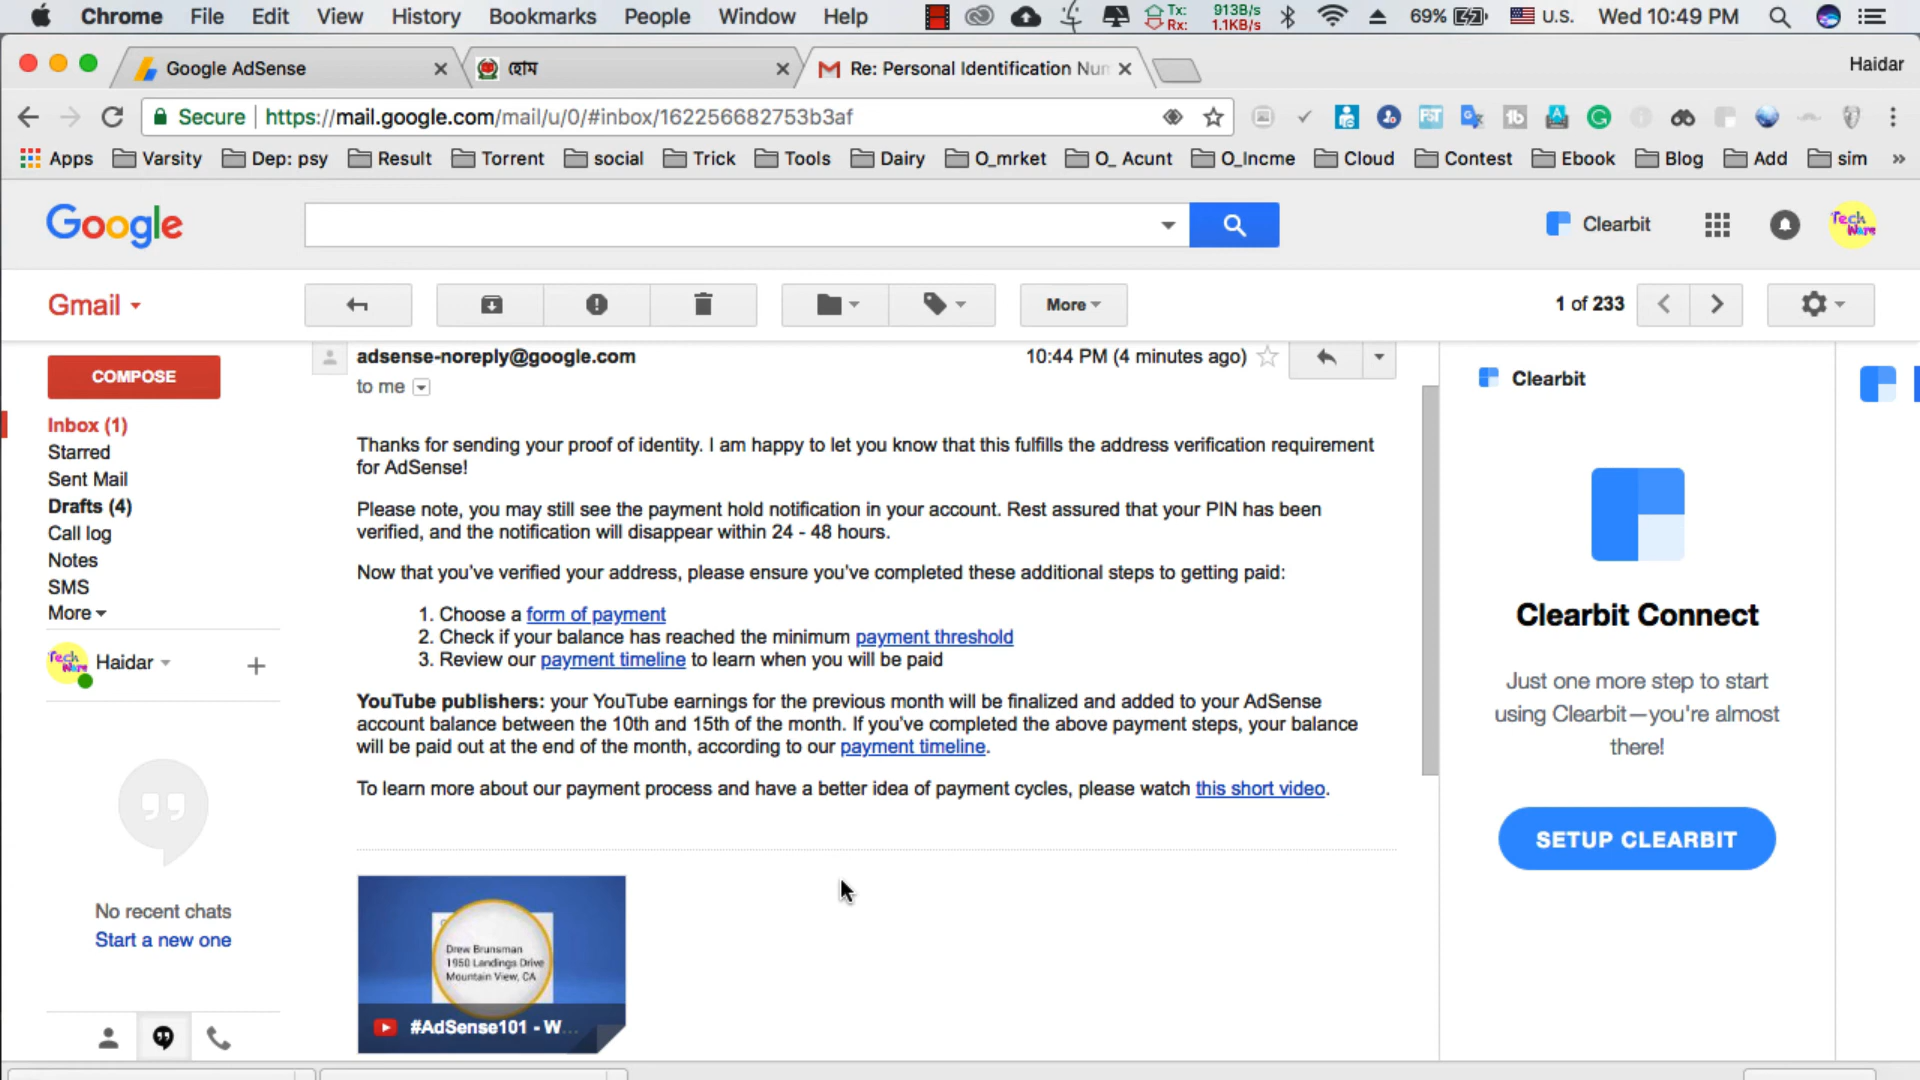 Chrome File Edit View History Bookmarks People Window Help Tx: 913B/s Rx: 1.1KB/s 69% U.S. Wed 10:49 PM
Google AdSense হোম Re: Personal Identification Num Haidar
Secure https://mail.google.com/mail/u/0/#inbox/162256682753b3af
Apps Varsity Dep: psy Result Torrent social Trick Tools Dairy O_mrket O_ Acunt O_Incme Cloud Contest Ebook Blog Add sim »
Google Clearbit Tech Ware
Gmail More 1 of 233
COMPOSE
Inbox (1)
Starred
Sent Mail
Drafts (4)
Call log
Notes
SMS
More
Tech Ware Haidar
No recent chats
Start a new one
adsense-noreply@google.com 10:44 PM (4 minutes ago)
to me
Thanks for sending your proof of identity. I am happy to let you know that this fulfills the address verification requirement
for AdSense!
Please note, you may still see the payment hold notification in your account. Rest assured that your PIN has been
verified, and the notification will disappear within 24 - 48 hours.
Now that you've verified your address, please ensure you've completed these additional steps to getting paid:
1. Choose a form of payment
2. Check if your balance has reached the minimum payment threshold
3. Review our payment timeline to learn when you will be paid
YouTube publishers: your YouTube earnings for the previous month will be finalized and added to your AdSense
account balance between the 10th and 15th of the month. If you've completed the above payment steps, your balance
will be paid out at the end of the month, according to our payment timeline.
To learn more about our payment process and have a better idea of payment cycles, please watch this short video.
Drew Brunsman
1950 Landings Drive
Mountain View, CA
#AdSense101 - W...
Clearbit
Clearbit Connect
Just one more step to start
using Clearbit—you're almost
there!
SETUP CLEARBIT